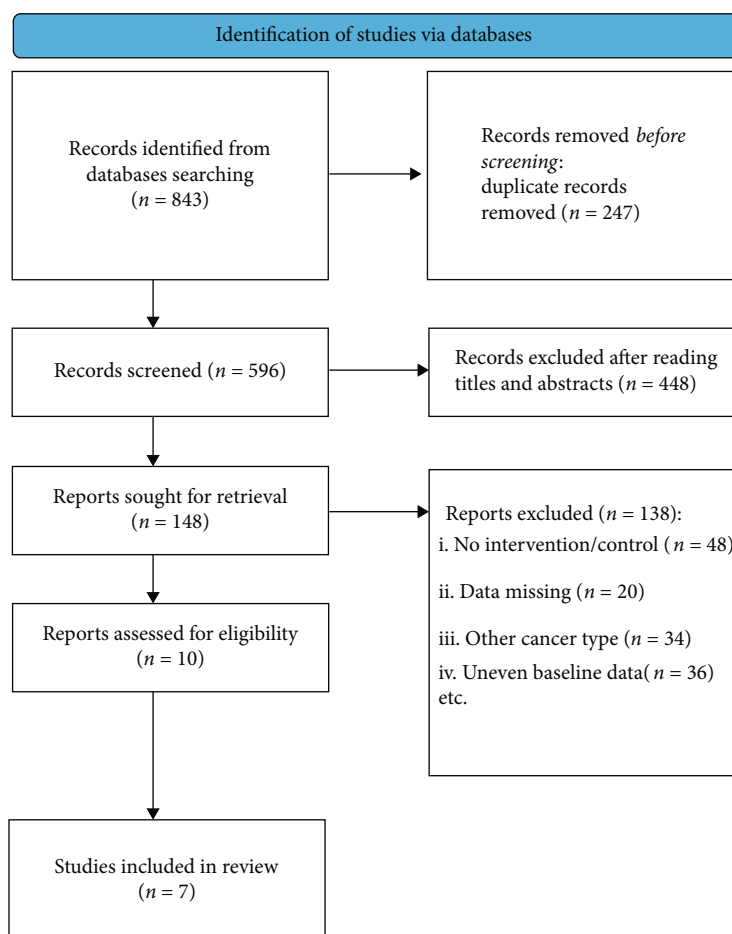 Identification of studies via databases
Records identified from
databases searching
(n = 843)
Records removed before
screening:
duplicate records
removed (n = 247)
Records screened (n = 596)
Records excluded after reading
titles and abstracts (n = 448)
Reports sought for retrieval
(n = 148)
Reports excluded (n = 138):
i. No intervention/control (n = 48)
ii. Data missing (n = 20)
iii. Other cancer type (n = 34)
iv. Uneven baseline data( n = 36)
etc.
Reports assessed for eligibility
(n = 10)
Studies included in review
(n = 7)